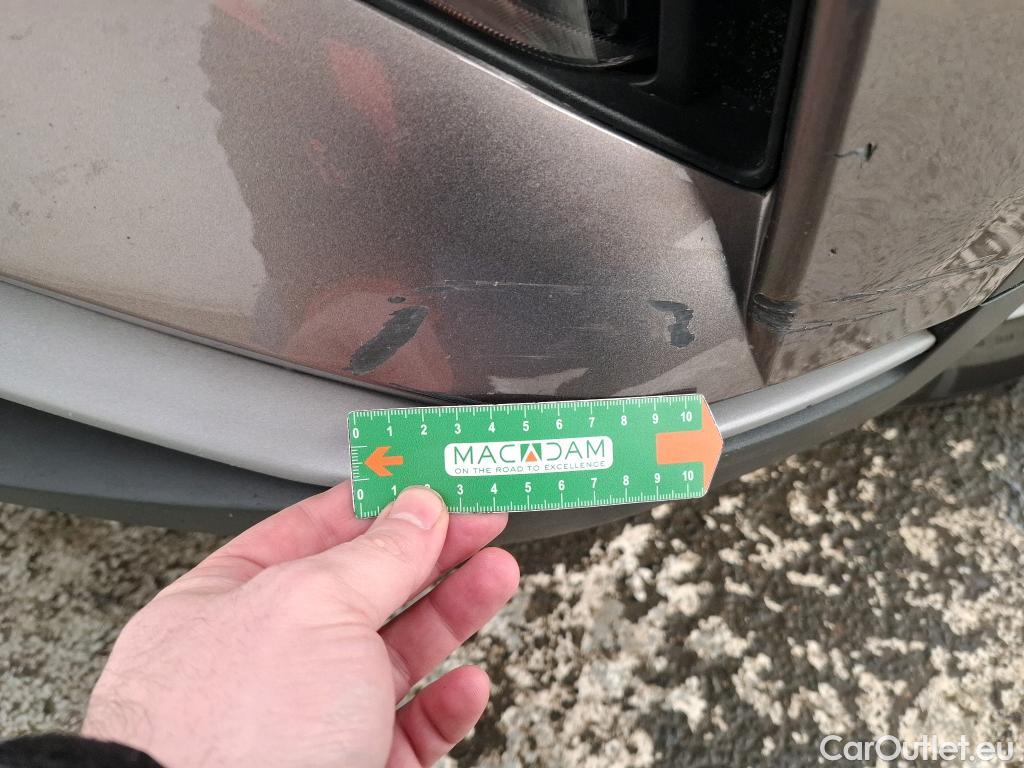 0 1 2 3 4 5 6 7 8 9 10
MACADAM
ON THE ROAD TO EXCELLENCE
0 1 2 3 4 5 6 7 8 9 10
CarOutlet.eu